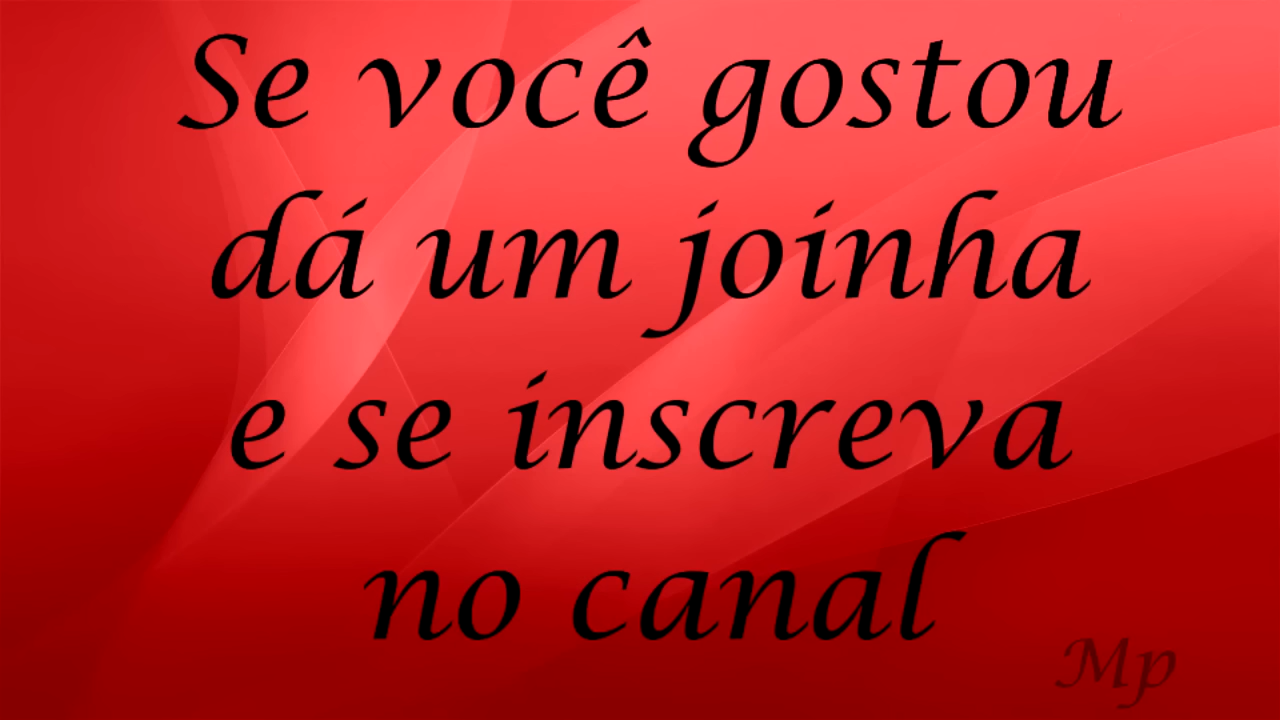 Se você gostou
dá um joinha
e se inscreva
no canal
Mp